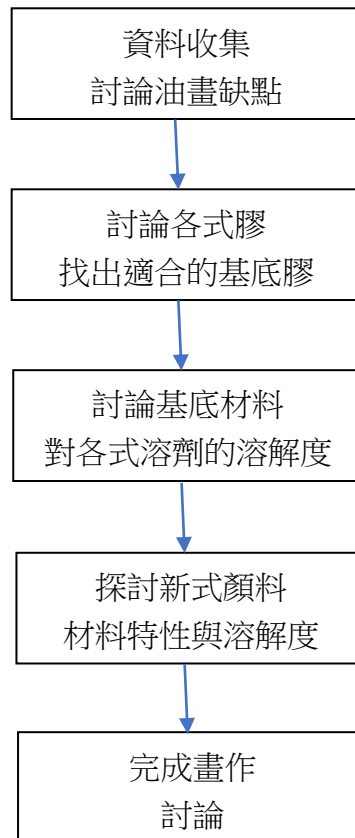 資料收集
討論油畫缺點
討論各式膠
找出適合的基底膠
討論基底材料
對各式溶劑的溶解度
探討新式顏料
材料特性與溶解度
完成畫作
討論